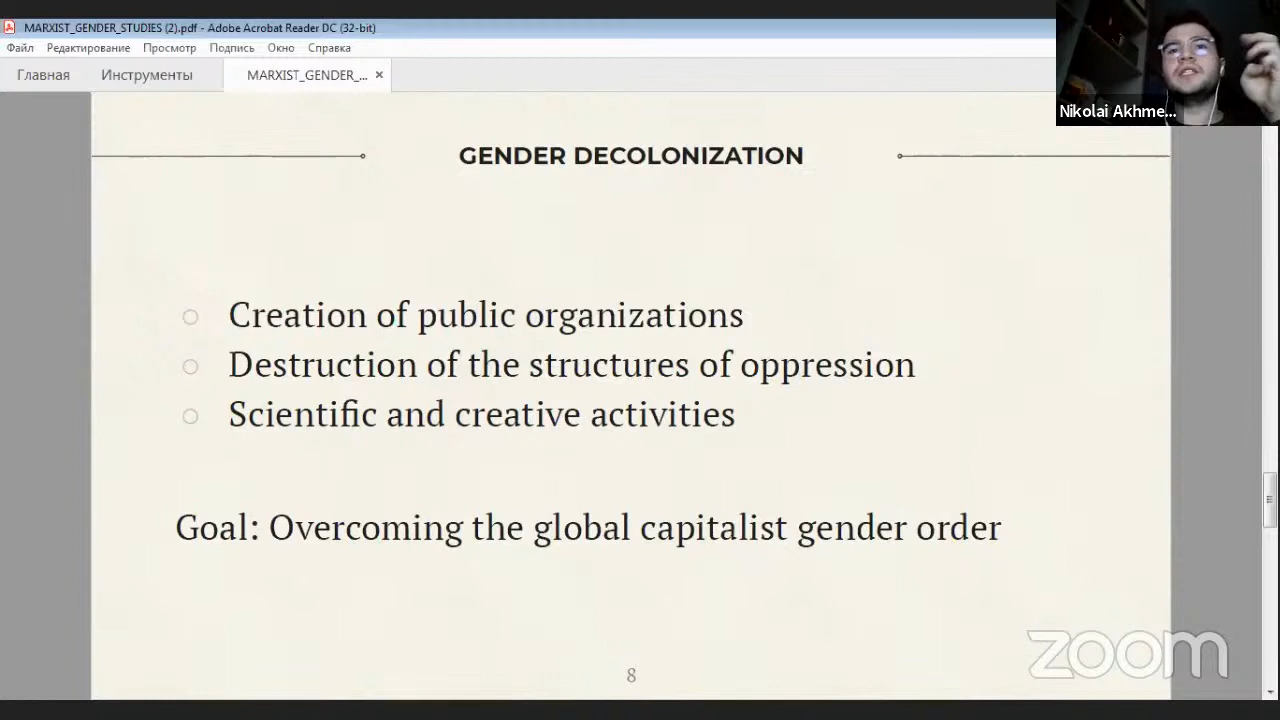 MARXIST_GENDER_STUDIES (2).pdf - Adobe Acrobat Reader DC (32-bit)
Файл Редактирование Просмотр Подпись Окно Справка
Главная Инструменты MARXIST_GENDER_... ×
Nikolai Akhme...
GENDER DECOLONIZATION
Creation of public organizations
Destruction of the structures of oppression
Scientific and creative activities
Goal: Overcoming the global capitalist gender order
8
zoom